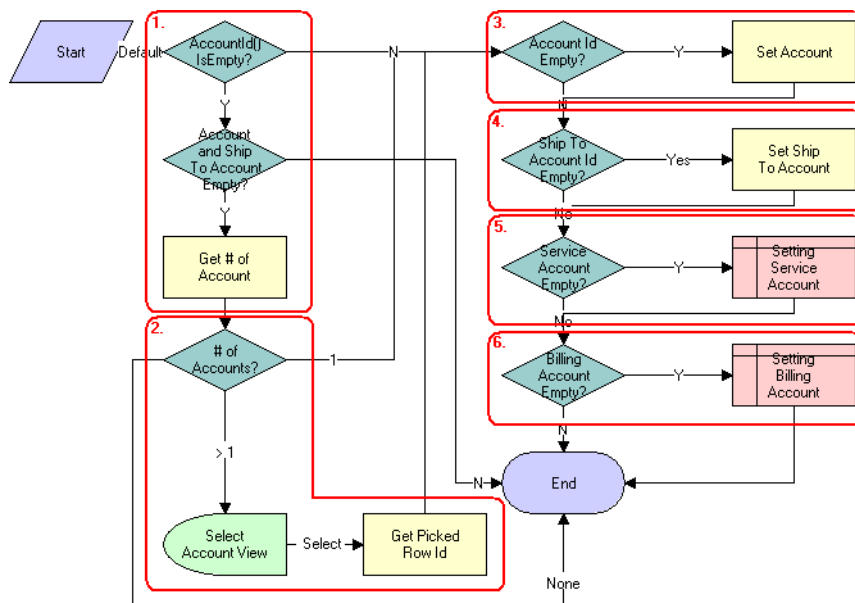 1.
Start
Default
AccountId()
IsEmpty?
N
Y
Account
and Ship
To Account
Empty?
Y
N
Get # of
Account
2.
# of
Accounts?
1
> 1
None
Select
Account View
Select
Get Picked
Row Id
3.
Account Id
Empty?
Y
Set Account
N
4.
Ship To
Account Id
Empty?
Yes
Set Ship
To Account
No
5.
Service
Account
Empty?
Y
Setting
Service
Account
No
6.
Billing
Account
Empty?
Y
Setting
Billing
Account
N
End